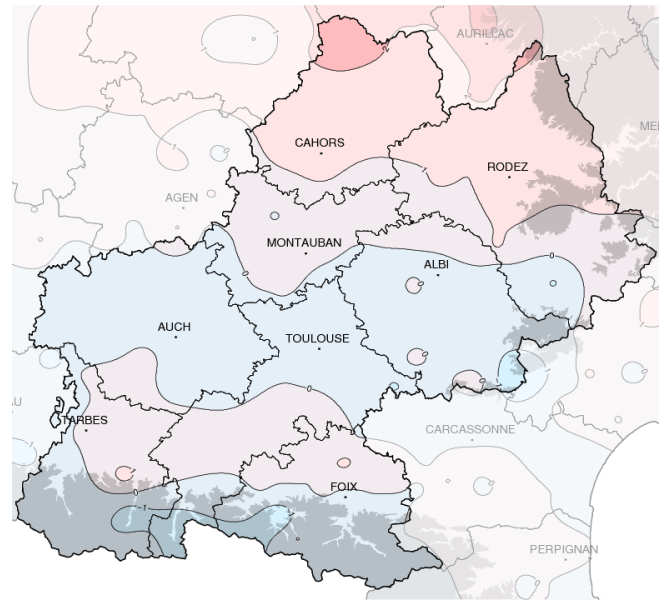 AURILLAC
CAHORS
RODEZ
AGEN
MONTAUBAN
ALBI
AUCH
TOULOUSE
TARBES
CARCASSONNE
FOIX
PERPIGNAN